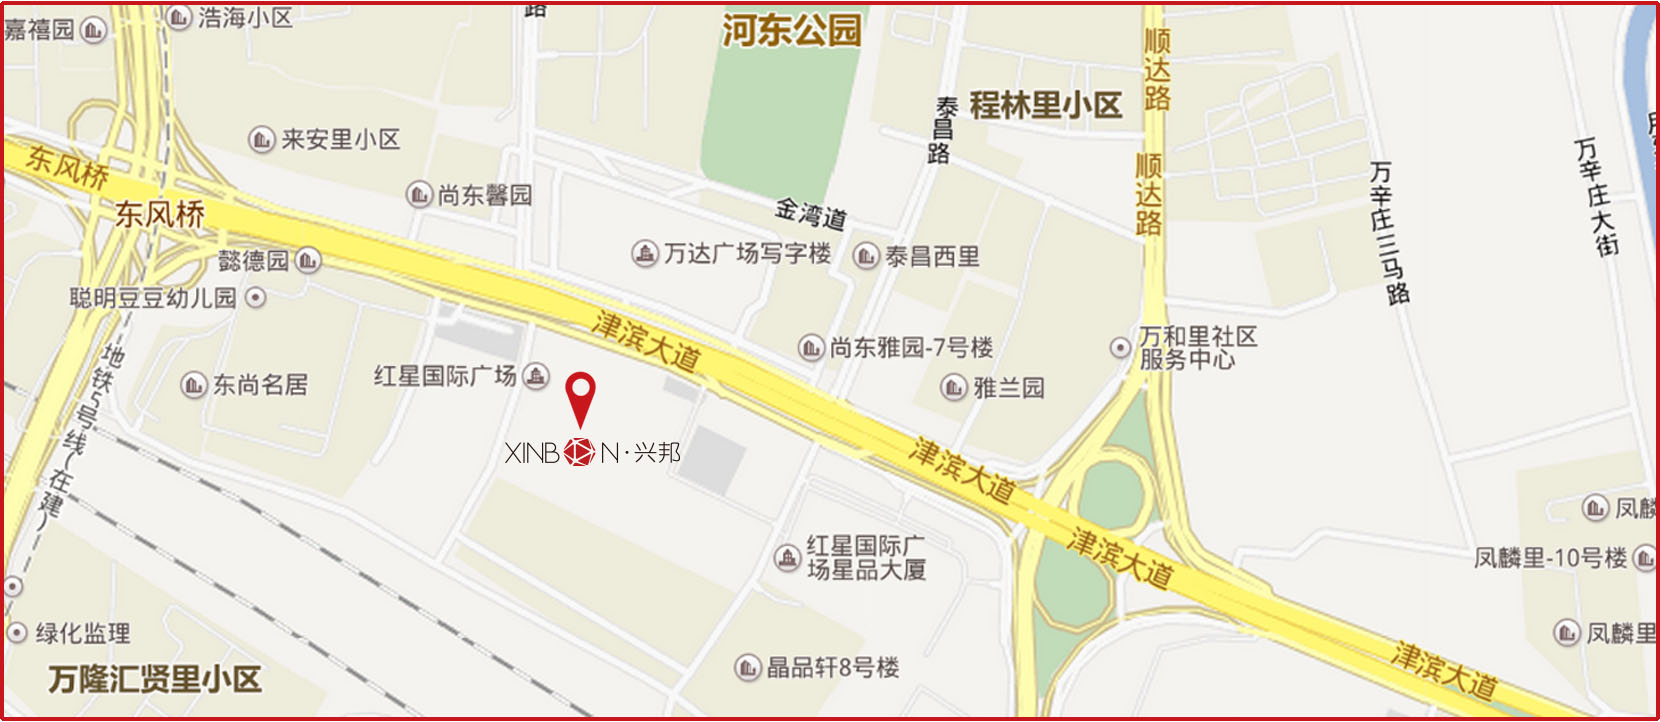 路
浩海小区
嘉禧园
河东公园
顺达路
程林里小区
泰昌路
来安里小区
东风桥
顺达路
万辛庄大街
万辛庄三马路
尚东馨园
东风桥
金湾道
万达广场写字楼
泰昌西里
懿德园
聪明豆豆幼儿园
津滨大道
万和里社区
服务中心
尚东雅园-7号楼
地铁5号线(在建)
红星国际广场
东尚名居
雅兰园
XINBON·兴邦
津滨大道
凤麟
红星国际广
场星品大厦
津滨大道
凤麟里-10号楼
绿化监理
凤麟里
万隆汇贤里小区
晶品轩8号楼
津滨大道